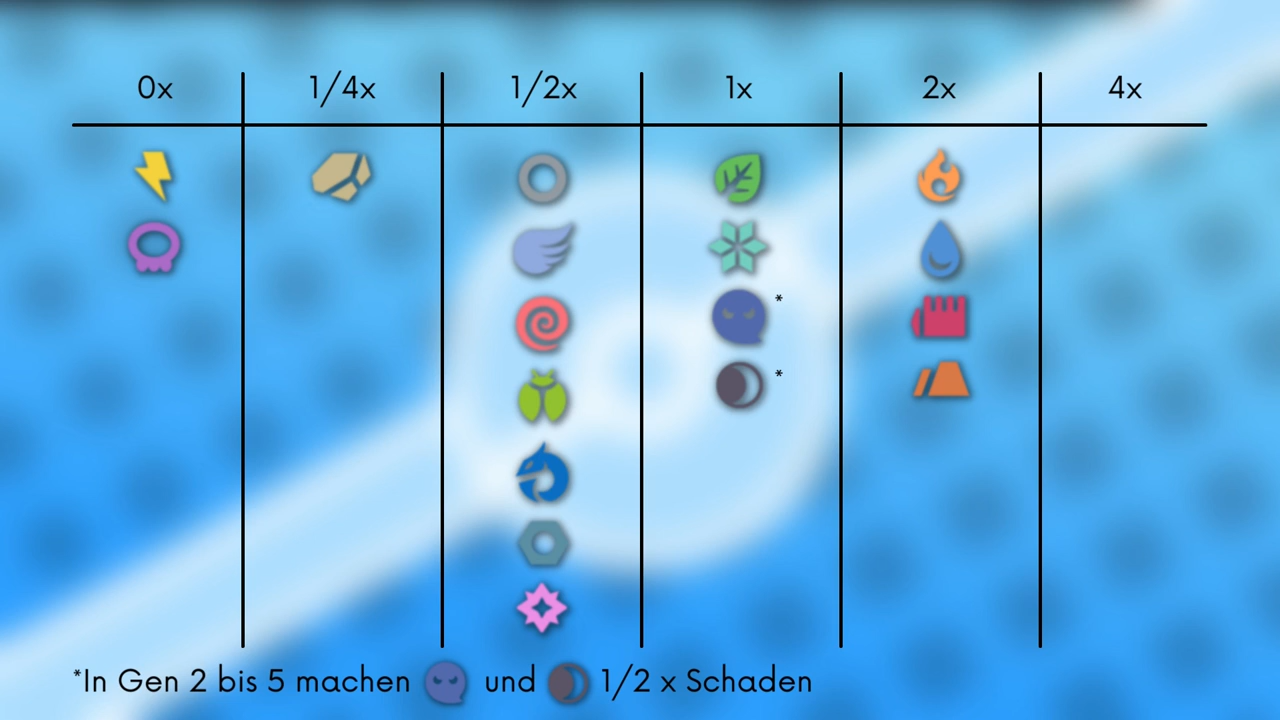 0x 1/4x 1/2x 1x 2x 4x
*
*
*In Gen 2 bis 5 machen und 1/2 x Schaden